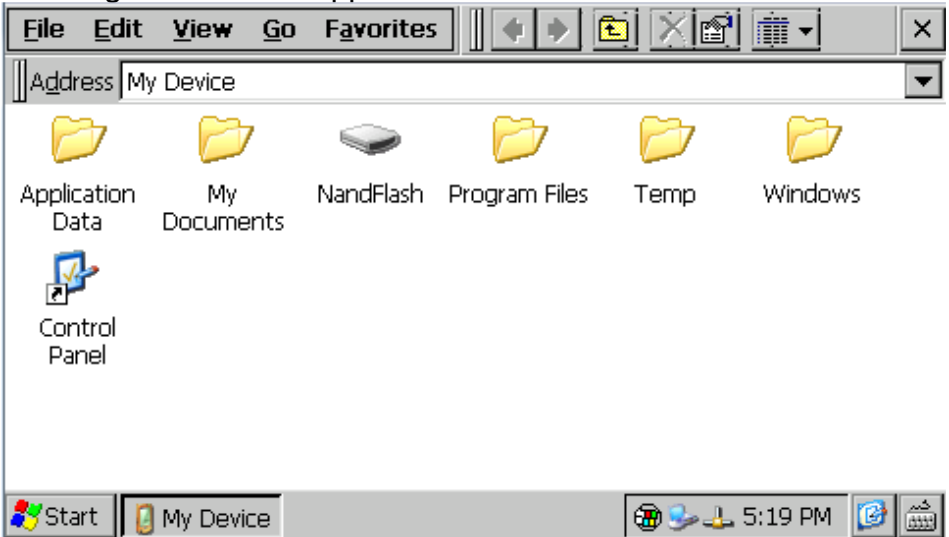 File Edit View Go Favorites
Address My Device
Application Data
My Documents
NandFlash
Program Files
Temp
Windows
Control Panel
Start My Device 5:19 PM